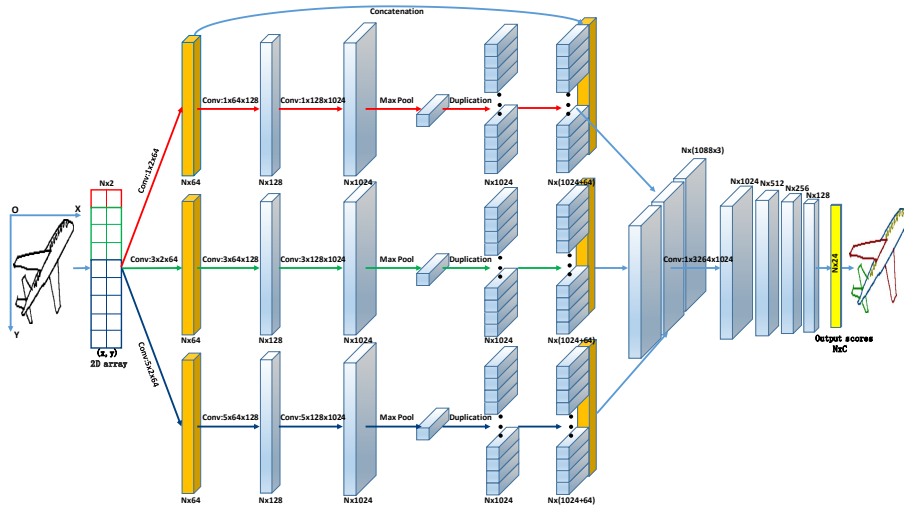 Concatenation
Conv:1x2x64
Conv:1x64x128
Conv:1x128x1024
Max Pool
Duplication
Nx64
Nx128
Nx1024
Nx1024
Nx(1024+64)
Nx2
O
X
Y
(x, y)
2D array
Conv:3x2x64
Conv:3x64x128
Conv:3x128x1024
Max Pool
Duplication
Nx64
Nx128
Nx1024
Nx1024
Nx(1024+64)
Conv:5x2x64
Conv:5x64x128
Conv:5x128x1024
Max Pool
Duplication
Nx64
Nx128
Nx1024
Nx1024
Nx(1024+64)
Nx(1088x3)
Conv:1x3264x1024
Nx1024
Nx512
Nx256
Nx128
Nx24
Output scores
NxC